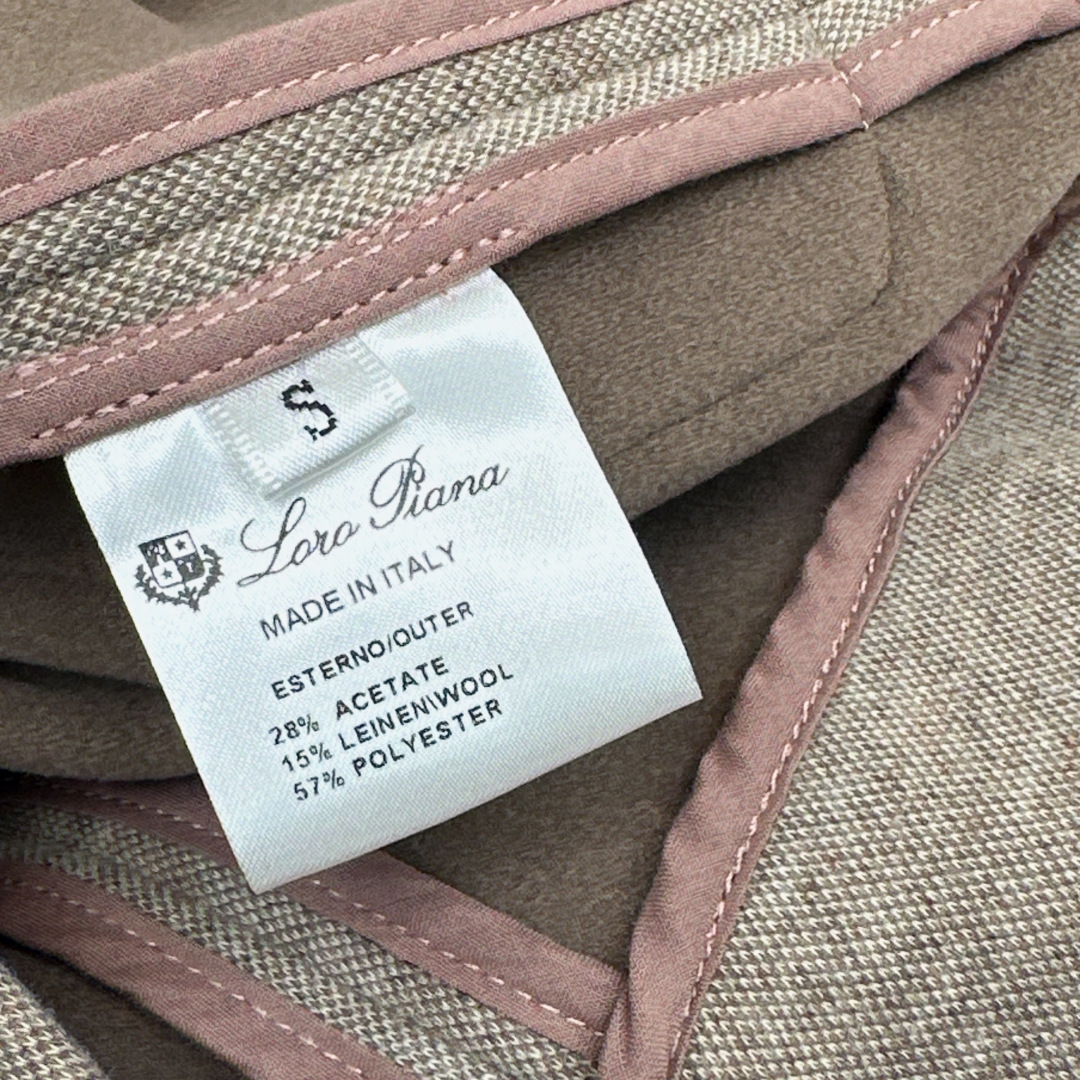 S
Loro Piana
MADE IN ITALY
ESTERNO/OUTER
28% ACETATE
15% LEINEN\WOOL
57% POLYESTER